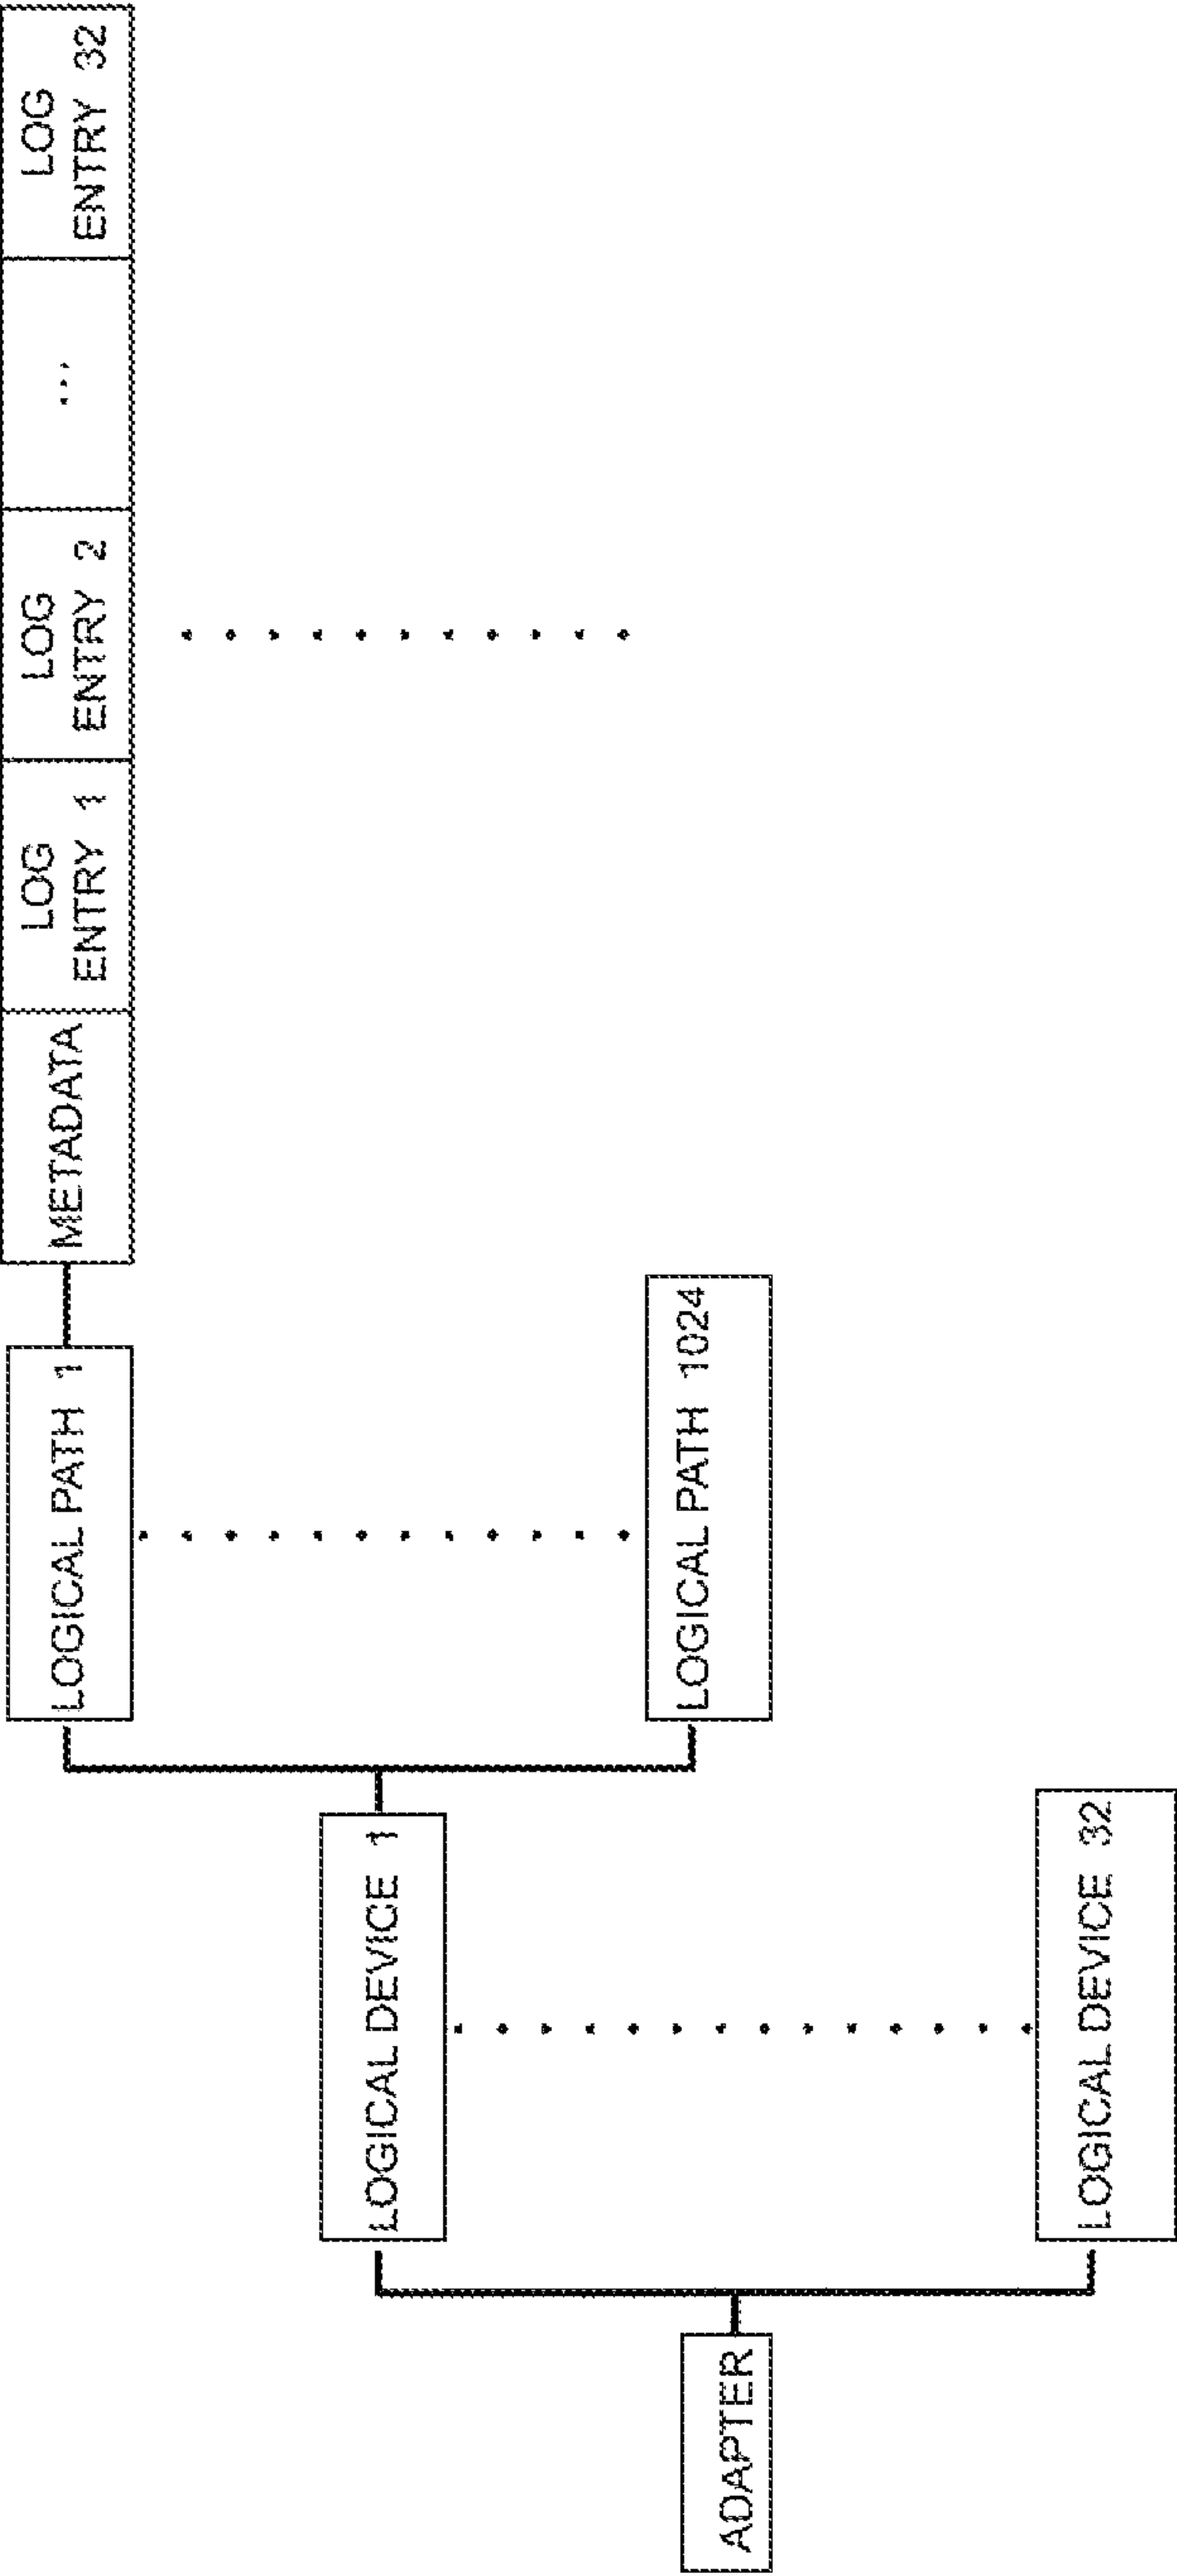 ADAPTER
LOGICAL DEVICE 1
LOGICAL DEVICE 32
LOGICAL PATH 1
LOGICAL PATH 1024
METADATA
LOG
ENTRY 1
LOG
ENTRY 2
...
LOG
ENTRY 32